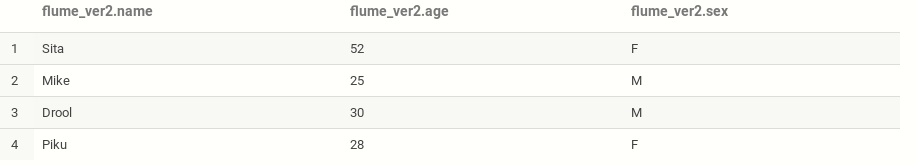 flume_ver2.name flume_ver2.age flume_ver2.sex
1 Sita 52 F
2 Mike 25 M
3 Drool 30 M
4 Piku 28 F